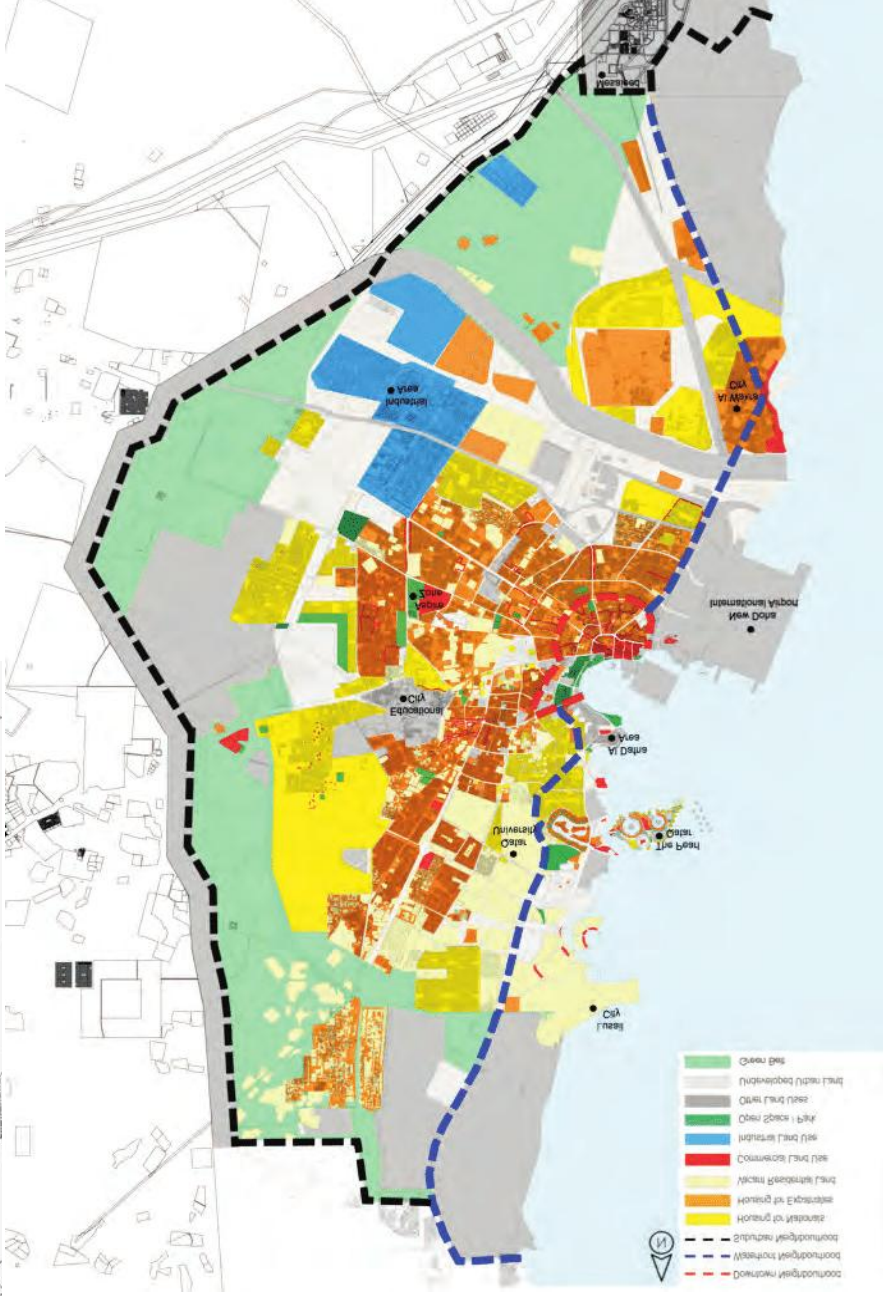 Downtown Neighbourhood
Waterfront Neighbourhood
Suburban Neighbourhood
N
Housing for Nationals
Housing for Expatriates
Vacant Residential Land
Commercial Land Use
Industrial Land Use
Open Space / Park
Other Land Uses
Undeveloped Urban Land
Green Belt
Lusail
City
The Pearl
Qatar
Qatar
University
Al Dafna
Area
Educational
City
New Doha
International Airport
Aspire
Zone
Al Wakra
City
Industrial
Area
Mesaieed